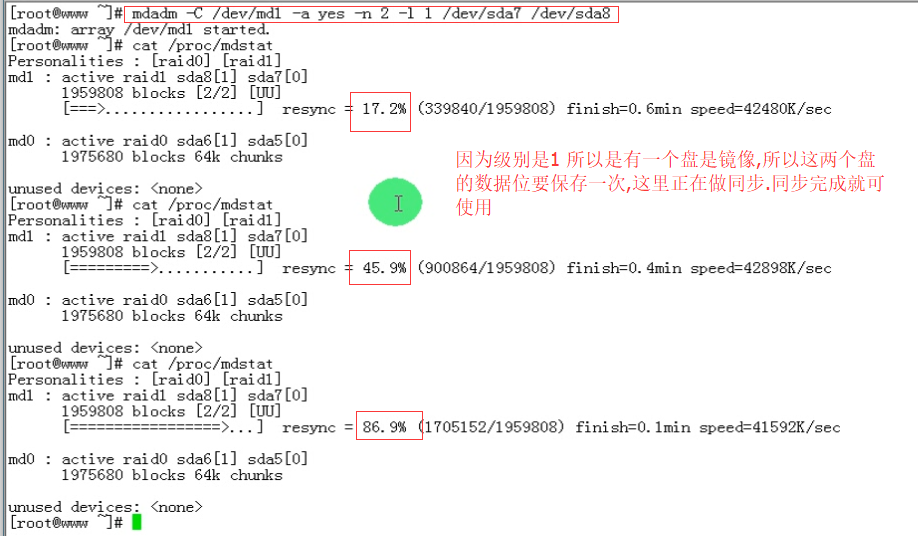 [root@www ~]# mdadm -C /dev/md1 -a yes -n 2 -l 1 /dev/sda7 /dev/sda8
mdadm: array /dev/md1 started.
[root@www ~]# cat /proc/mdstat
Personalities : [raid0] [raid1]
md1 : active raid1 sda8[1] sda7[0]
1959808 blocks [2/2] [UU]
[===>.................] resync = 17.2% (339840/1959808) finish=0.6min speed=42480K/sec
md0 : active raid0 sda6[1] sda5[0]
1975680 blocks 64k chunks
因为级别是1 所以是有一个盘是镜像,所以这两个盘
的数据位要保存一次,这里正在做同步.同步完成就可
使用
unused devices: <none>
[root@www ~]# cat /proc/mdstat
Personalities : [raid0] [raid1]
md1 : active raid1 sda8[1] sda7[0]
1959808 blocks [2/2] [UU]
[=========>...........] resync = 45.9% (900864/1959808) finish=0.4min speed=42898K/sec
md0 : active raid0 sda6[1] sda5[0]
1975680 blocks 64k chunks
unused devices: <none>
[root@www ~]# cat /proc/mdstat
Personalities : [raid0] [raid1]
md1 : active raid1 sda8[1] sda7[0]
1959808 blocks [2/2] [UU]
[=================>...] resync = 86.9% (1705152/1959808) finish=0.1min speed=41592K/sec
md0 : active raid0 sda6[1] sda5[0]
1975680 blocks 64k chunks
unused devices: <none>
[root@www ~]#